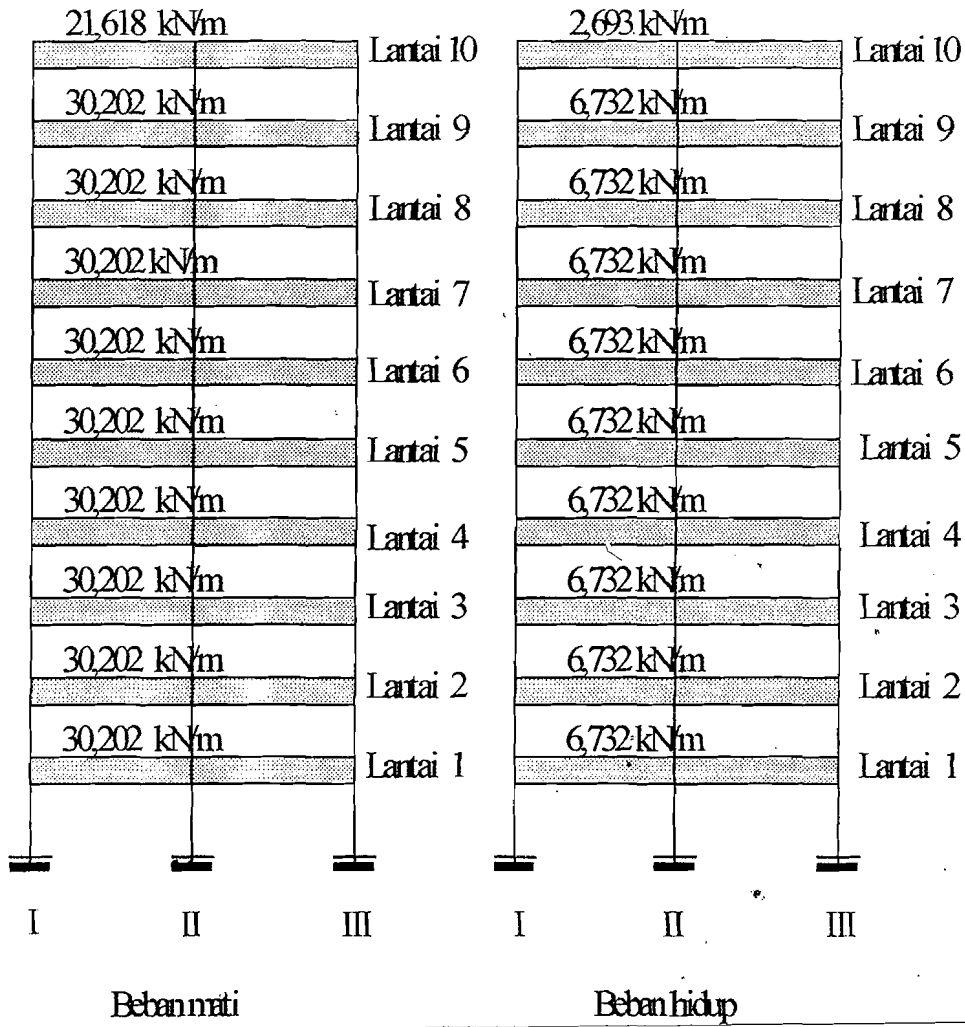 21,618 kN/m
Lantai 10
30,202 kN/m
Lantai 9
30,202 kN/m
Lantai 8
30,202 kN/m
Lantai 7
30,202 kN/m
Lantai 6
30,202 kN/m
Lantai 5
30,202 kN/m
Lantai 4
30,202 kN/m
Lantai 3
30,202 kN/m
Lantai 2
30,202 kN/m
Lantai 1
I II III
Beban mati
2,693 kN/m
Lantai 10
6,732 kN/m
Lantai 9
6,732 kN/m
Lantai 8
6,732 kN/m
Lantai 7
6,732 kN/m
Lantai 6
6,732 kN/m
Lantai 5
6,732 kN/m
Lantai 4
6,732 kN/m
Lantai 3
6,732 kN/m
Lantai 2
6,732 kN/m
Lantai 1
I II III
Beban hidup